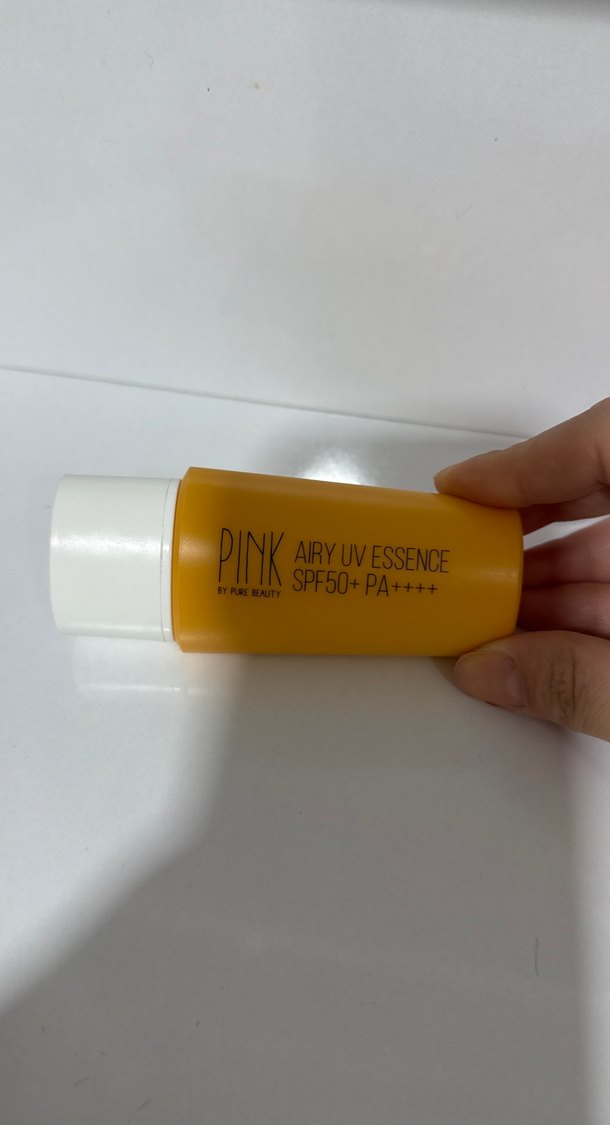 PINK
BY PURE BEAUTY
AIRY UV ESSENCE
SPF50+ PA++++